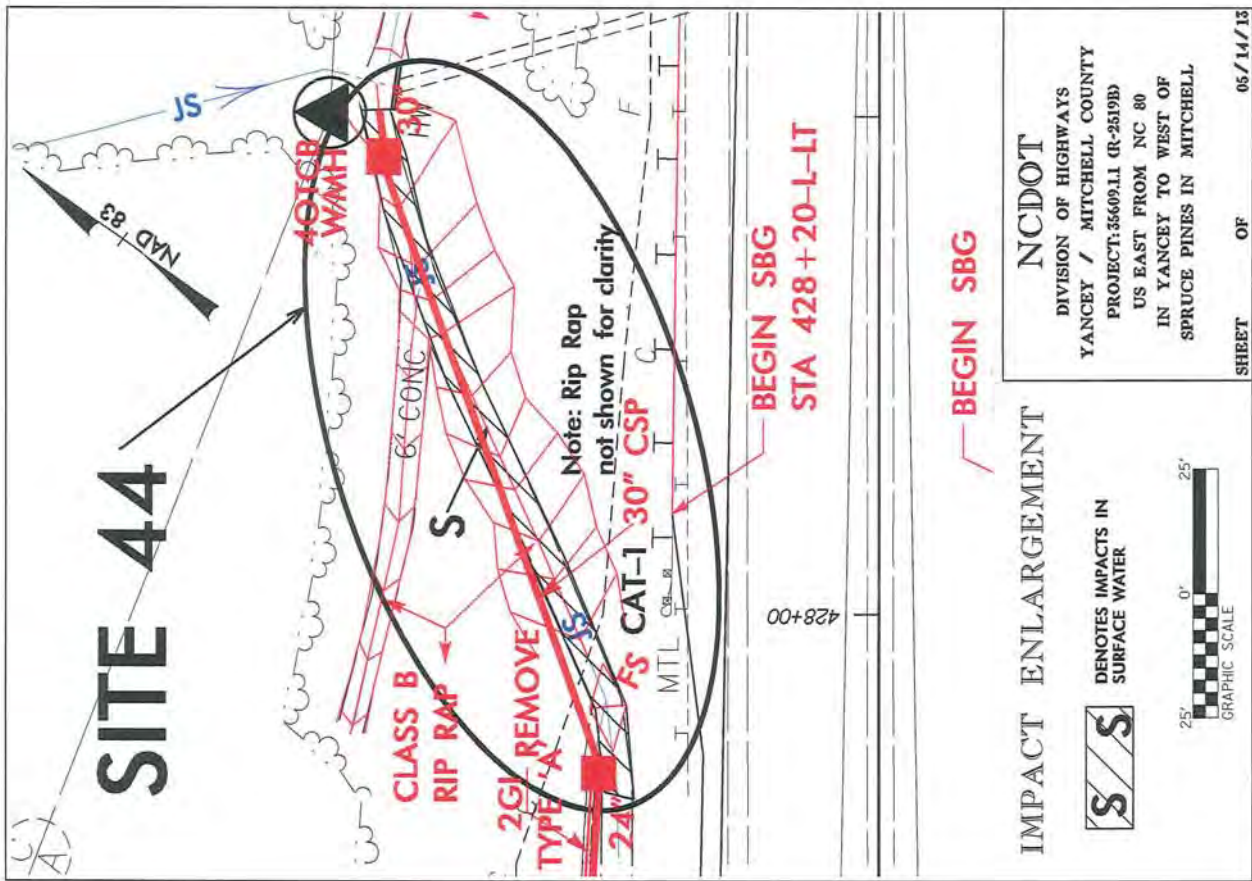 SITE 44
NAD 83
JS
4OTCB
W/MH
30"
HW
JS
6' CONC
S
CLASS B
RIP RAP
Note: Rip Rap
not shown for clarity
F
C
2GI REMOVE
TYPE 'A'
24"
JS
FS
CAT-1 30" CSP
MTL
BEGIN SBG
STA 428+20-L-LT
428+00
BEGIN SBG
IMPACT ENLARGEMENT
S S
DENOTES IMPACTS IN
SURFACE WATER
25' 0' 25'
GRAPHIC SCALE
NCDOT
DIVISION OF HIGHWAYS
YANCEY / MITCHELL COUNTY
PROJECT:35609.1.1 (R-2519B)
US EAST FROM NC 80
IN YANCEY TO WEST OF
SPRUCE PINES IN MITCHELL
SHEET OF 05/14/13